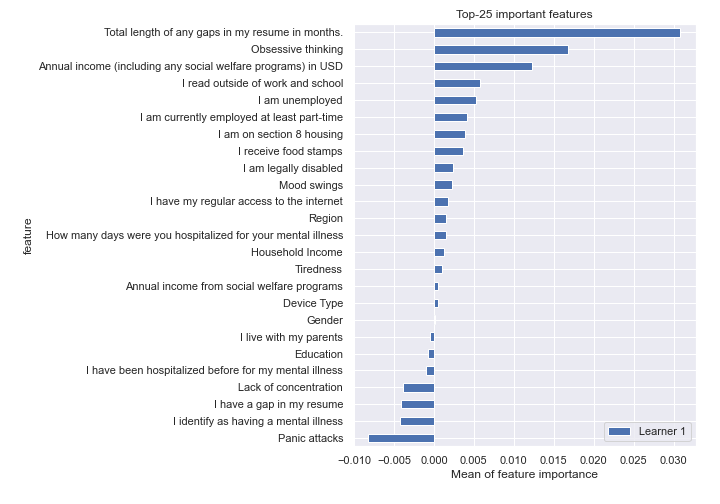 Top-25 important features
Total length of any gaps in my resume in months.
Obsessive thinking
Annual income (including any social welfare programs) in USD
I read outside of work and school
I am unemployed
I am currently employed at least part-time
I am on section 8 housing
I receive food stamps
I am legally disabled
Mood swings
I have my regular access to the internet
Region
How many days were you hospitalized for your mental illness
Household Income
Tiredness
Annual income from social welfare programs
Device Type
Gender
I live with my parents
Education
I have been hospitalized before for my mental illness
Lack of concentration
I have a gap in my resume
I identify as having a mental illness
Panic attacks
feature
Learner 1
−0.010 −0.005 0.000 0.005 0.010 0.015 0.020 0.025 0.030
Mean of feature importance